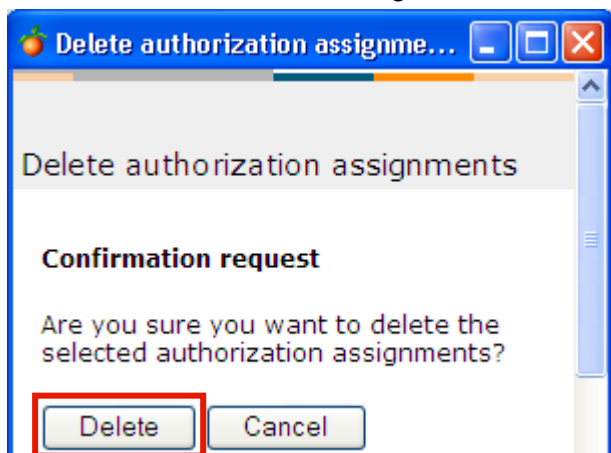 Delete authorization assignme...
Delete authorization assignments
Confirmation request
Are you sure you want to delete the
selected authorization assignments?
Delete Cancel